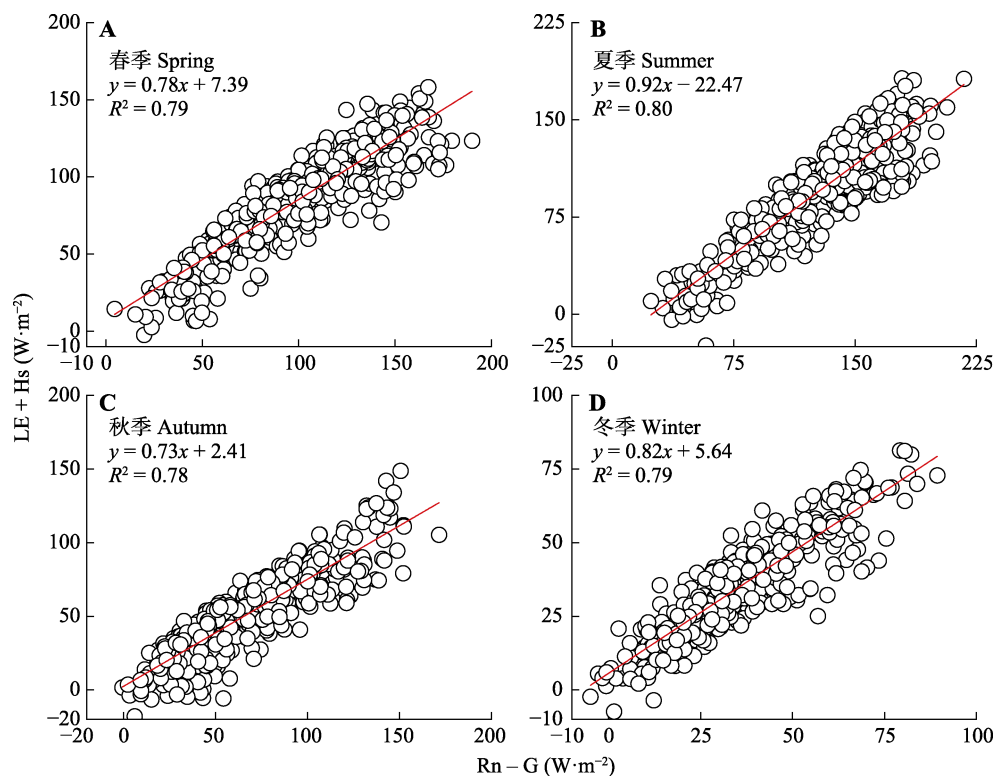 A
春季 Spring
y = 0.78x + 7.39
R² = 0.79
200
150
100
50
0
−10
−10 0 50 100 150 200
B
夏季 Summer
y = 0.92x − 22.47
R² = 0.80
225
150
75
0
−25
−25 0 75 150 225
C
秋季 Autumn
y = 0.73x + 2.41
R² = 0.78
200
150
100
50
0
−20
−20 0 50 100 150 200
D
冬季 Winter
y = 0.82x + 5.64
R² = 0.79
100
75
50
25
0
−10
−10 0 25 50 75 100
LE + Hs (W·m⁻²)
Rn – G (W·m⁻²)